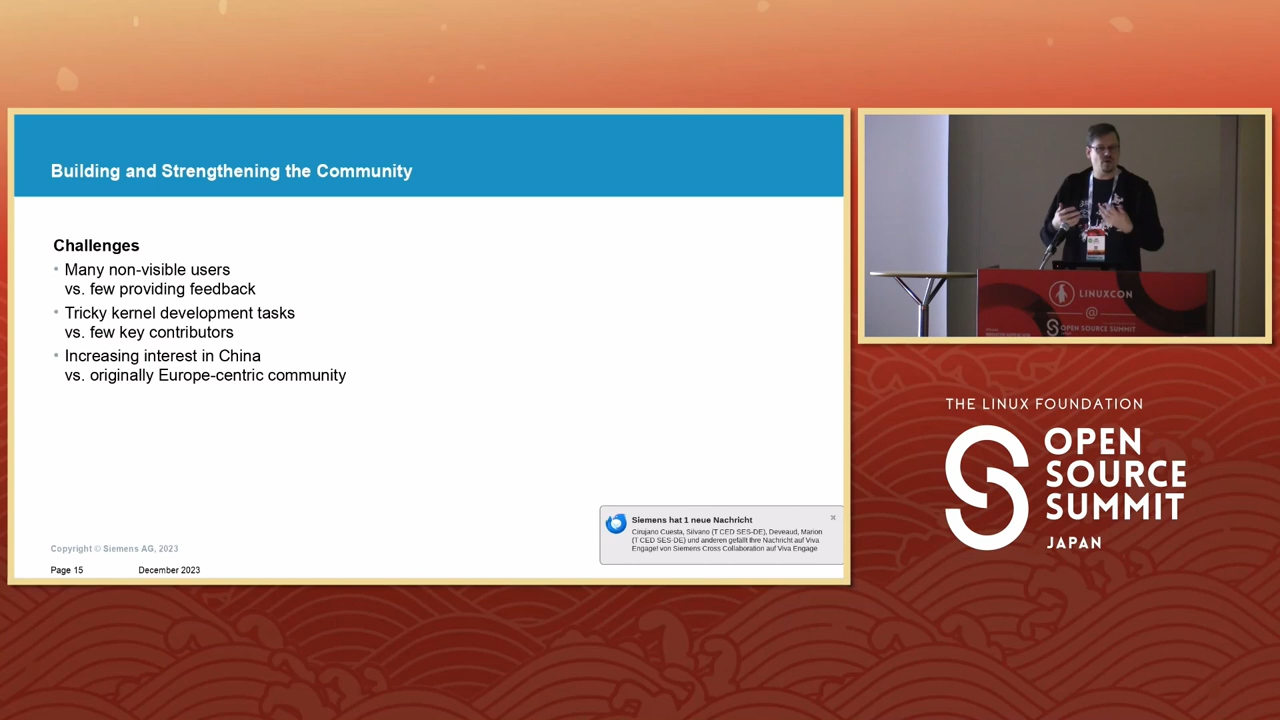 Building and Strengthening the Community
Challenges
• Many non-visible users
vs. few providing feedback
• Tricky kernel development tasks
vs. few key contributors
• Increasing interest in China
vs. originally Europe-centric community
Siemens hat 1 neue Nachricht
Cirujano Cuesta, Silvano (T CED SES-DE), Deveaud, Marion
(T CED SES-DE) und anderen gefällt Ihre Nachricht auf Viva
Engage! von Siemens Cross Collaboration auf Viva Engage
Copyright © Siemens AG, 2023
Page 15 December 2023
LINUXCON
@
OPEN SOURCE SUMMIT
THE LINUX FOUNDATION
OPEN
SOURCE
SUMMIT
JAPAN